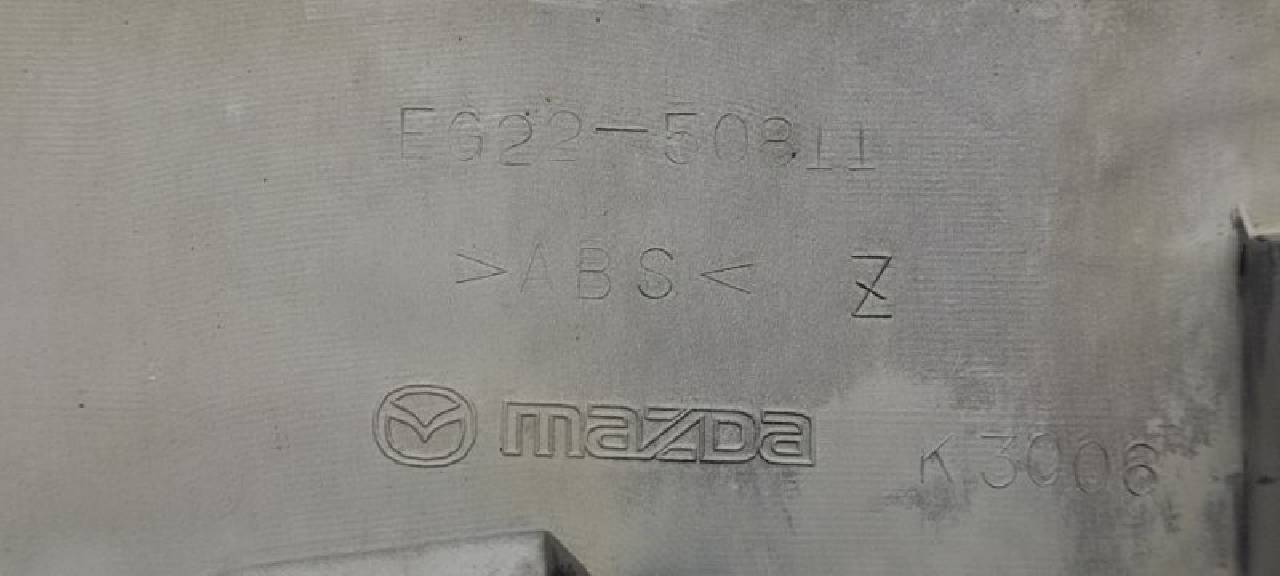 EG22-50811
>ABS< Z
mazda K3006